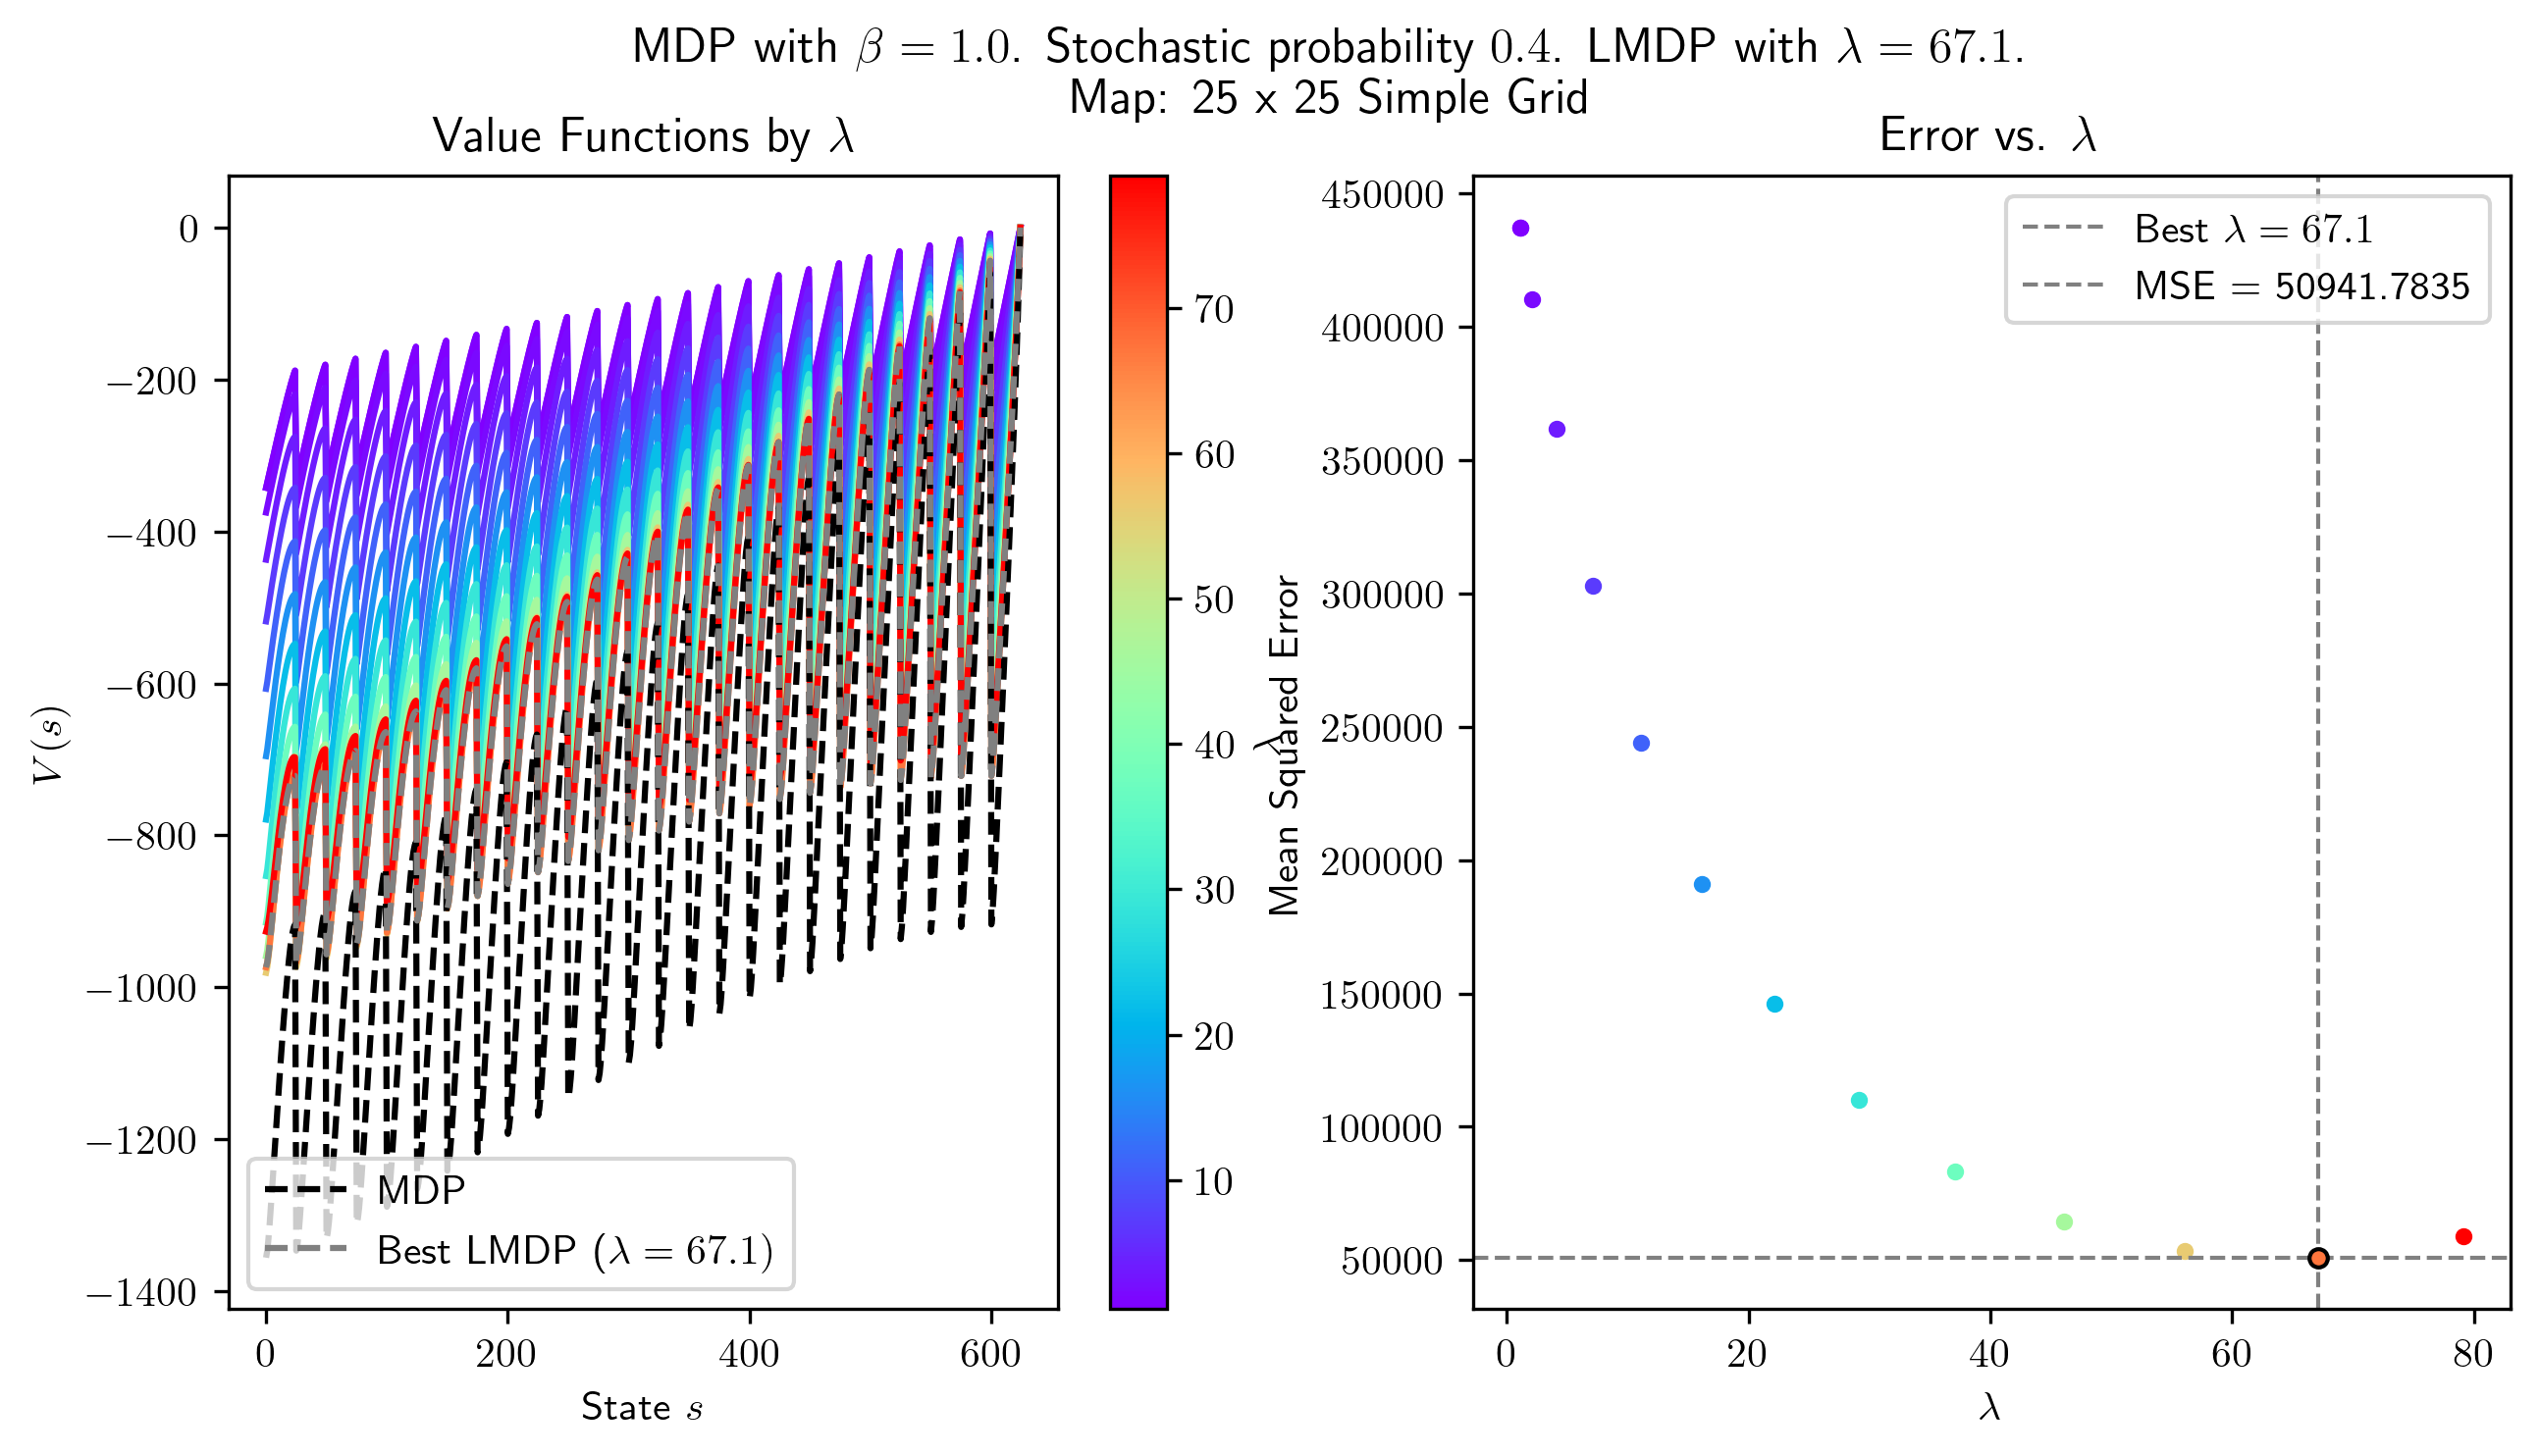 MDP with β = 1.0. Stochastic probability 0.4. LMDP with λ = 67.1.
Map: 25 x 25 Simple Grid
Value Functions by λ
0
−200
−400
−600
−800
−1000
−1200
−1400
V(s)
0
200
400
600
State s
MDP
Best LMDP (λ = 67.1)
70
60
50
40
30
20
10
λ
Error vs. λ
450000
400000
350000
300000
250000
200000
150000
100000
50000
Mean Squared Error
0
20
40
60
80
λ
Best λ = 67.1
MSE = 50941.7835